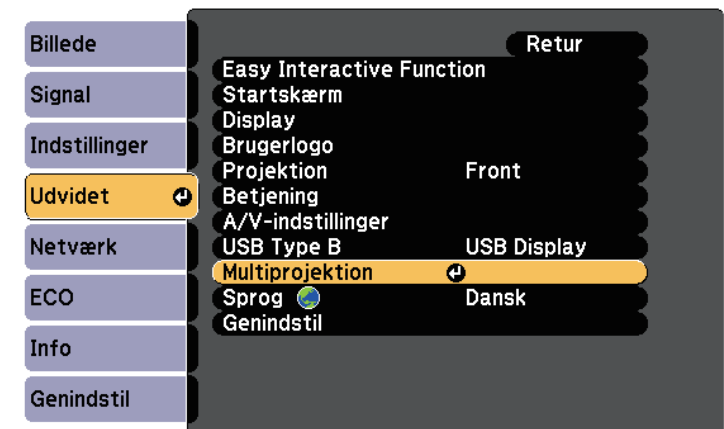 Billede
Signal
Indstillinger
Udvidet
Netværk
ECO
Info
Genindstil
Retur
Easy Interactive Function
Startskærm
Display
Brugerlogo
Projektion Front
Betjening
A/V-indstillinger
USB Type B USB Display
Multiprojektion
Sprog Dansk
Genindstil